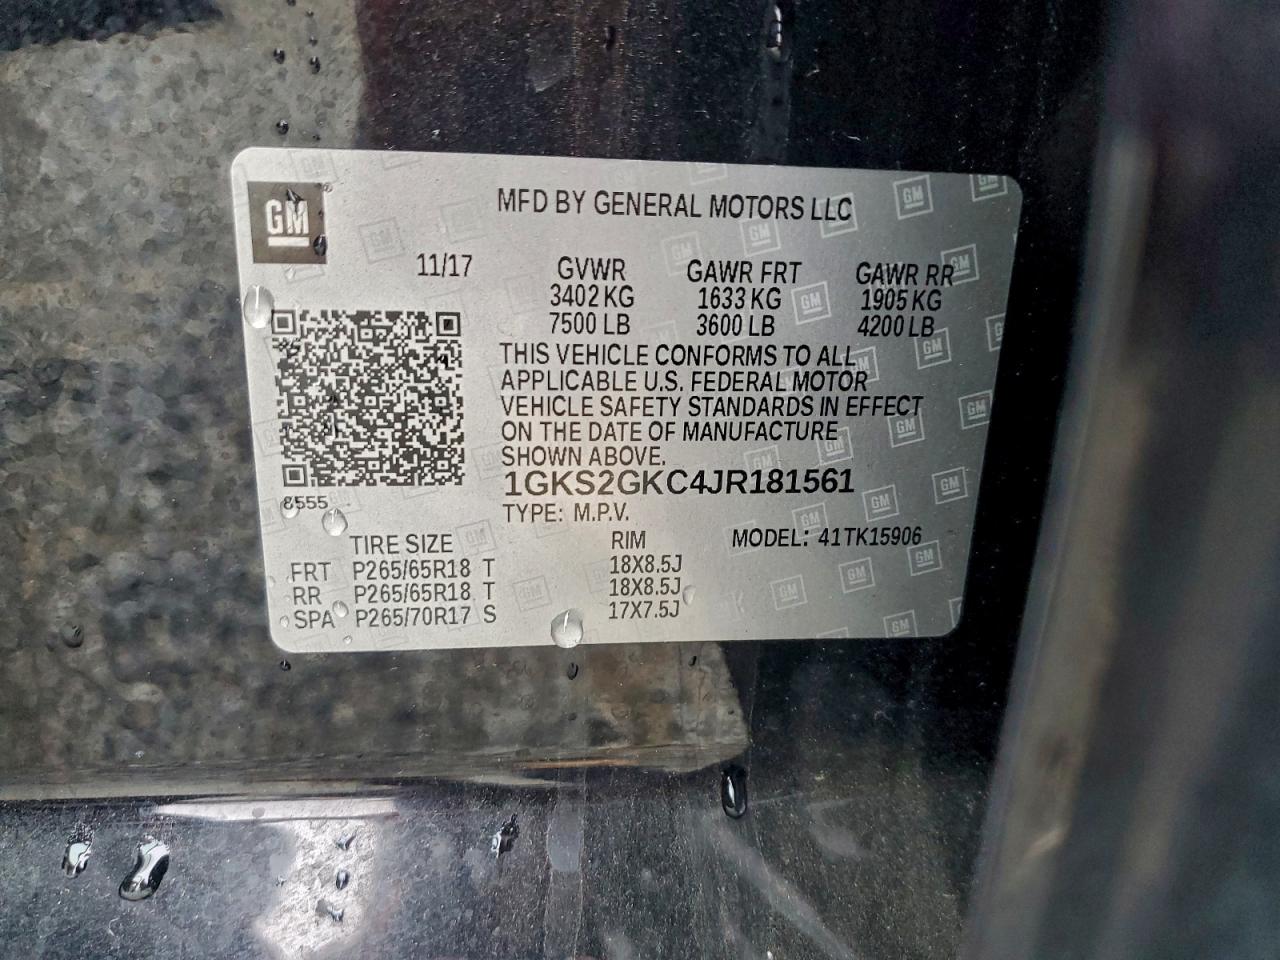 GM
MFD BY GENERAL MOTORS LLC
11/17 GVWR GAWR FRT GAWR RR
3402 KG 1633 KG 1905 KG
7500 LB 3600 LB 4200 LB
THIS VEHICLE CONFORMS TO ALL
APPLICABLE U.S. FEDERAL MOTOR
VEHICLE SAFETY STANDARDS IN EFFECT
ON THE DATE OF MANUFACTURE
SHOWN ABOVE.
1GKS2GKC4JR181561
8555
TYPE: M.P.V.
TIRE SIZE RIM MODEL: 41TK15906
FRT P265/65R18 T 18X8.5J
RR P265/65R18 T 18X8.5J
SPA P265/70R17 S 17X7.5J